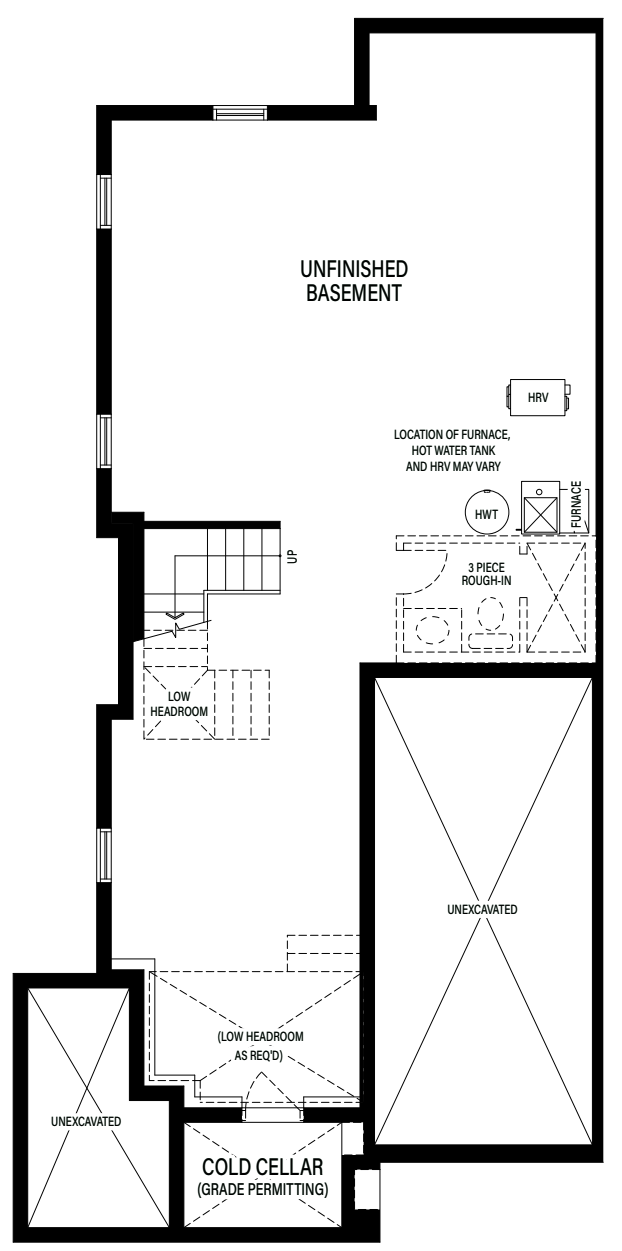 UNFINISHED
BASEMENT
HRV
LOCATION OF FURNACE,
HOT WATER TANK
AND HRV MAY VARY
HWT
FURNACE
UP
3 PIECE
ROUGH-IN
LOW
HEADROOM
UNEXCAVATED
(LOW HEADROOM
AS REQ'D)
UNEXCAVATED
COLD CELLAR
(GRADE PERMITTING)